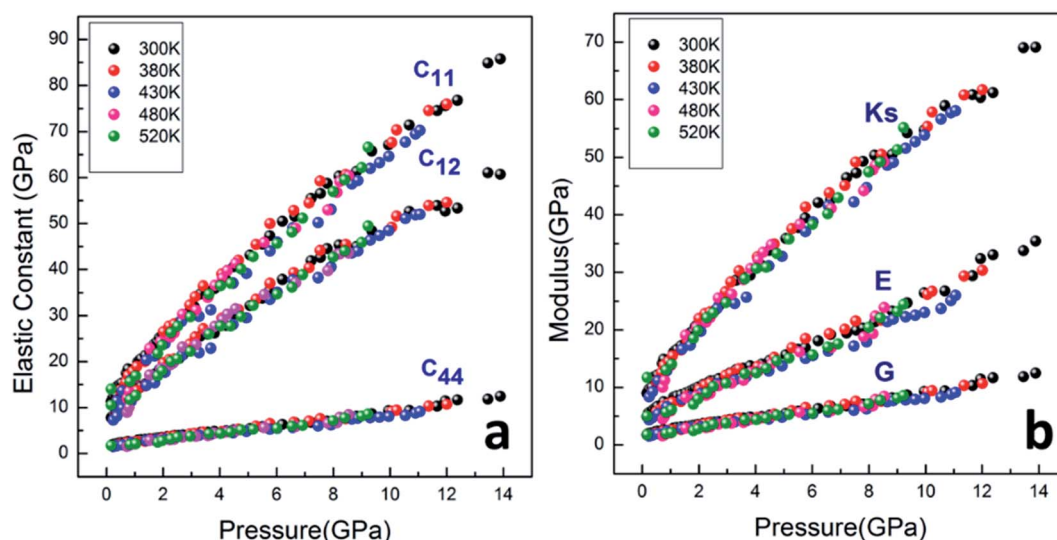 300K
380K
430K
480K
520K
C11
C12
C44
a
90
80
70
60
50
40
30
20
10
0
Elastic Constant (GPa)
0 2 4 6 8 10 12 14
Pressure(GPa)
300K
380K
430K
480K
520K
Ks
E
G
b
70
60
50
40
30
20
10
0
Modulus(GPa)
0 2 4 6 8 10 12 14
Pressure(GPa)